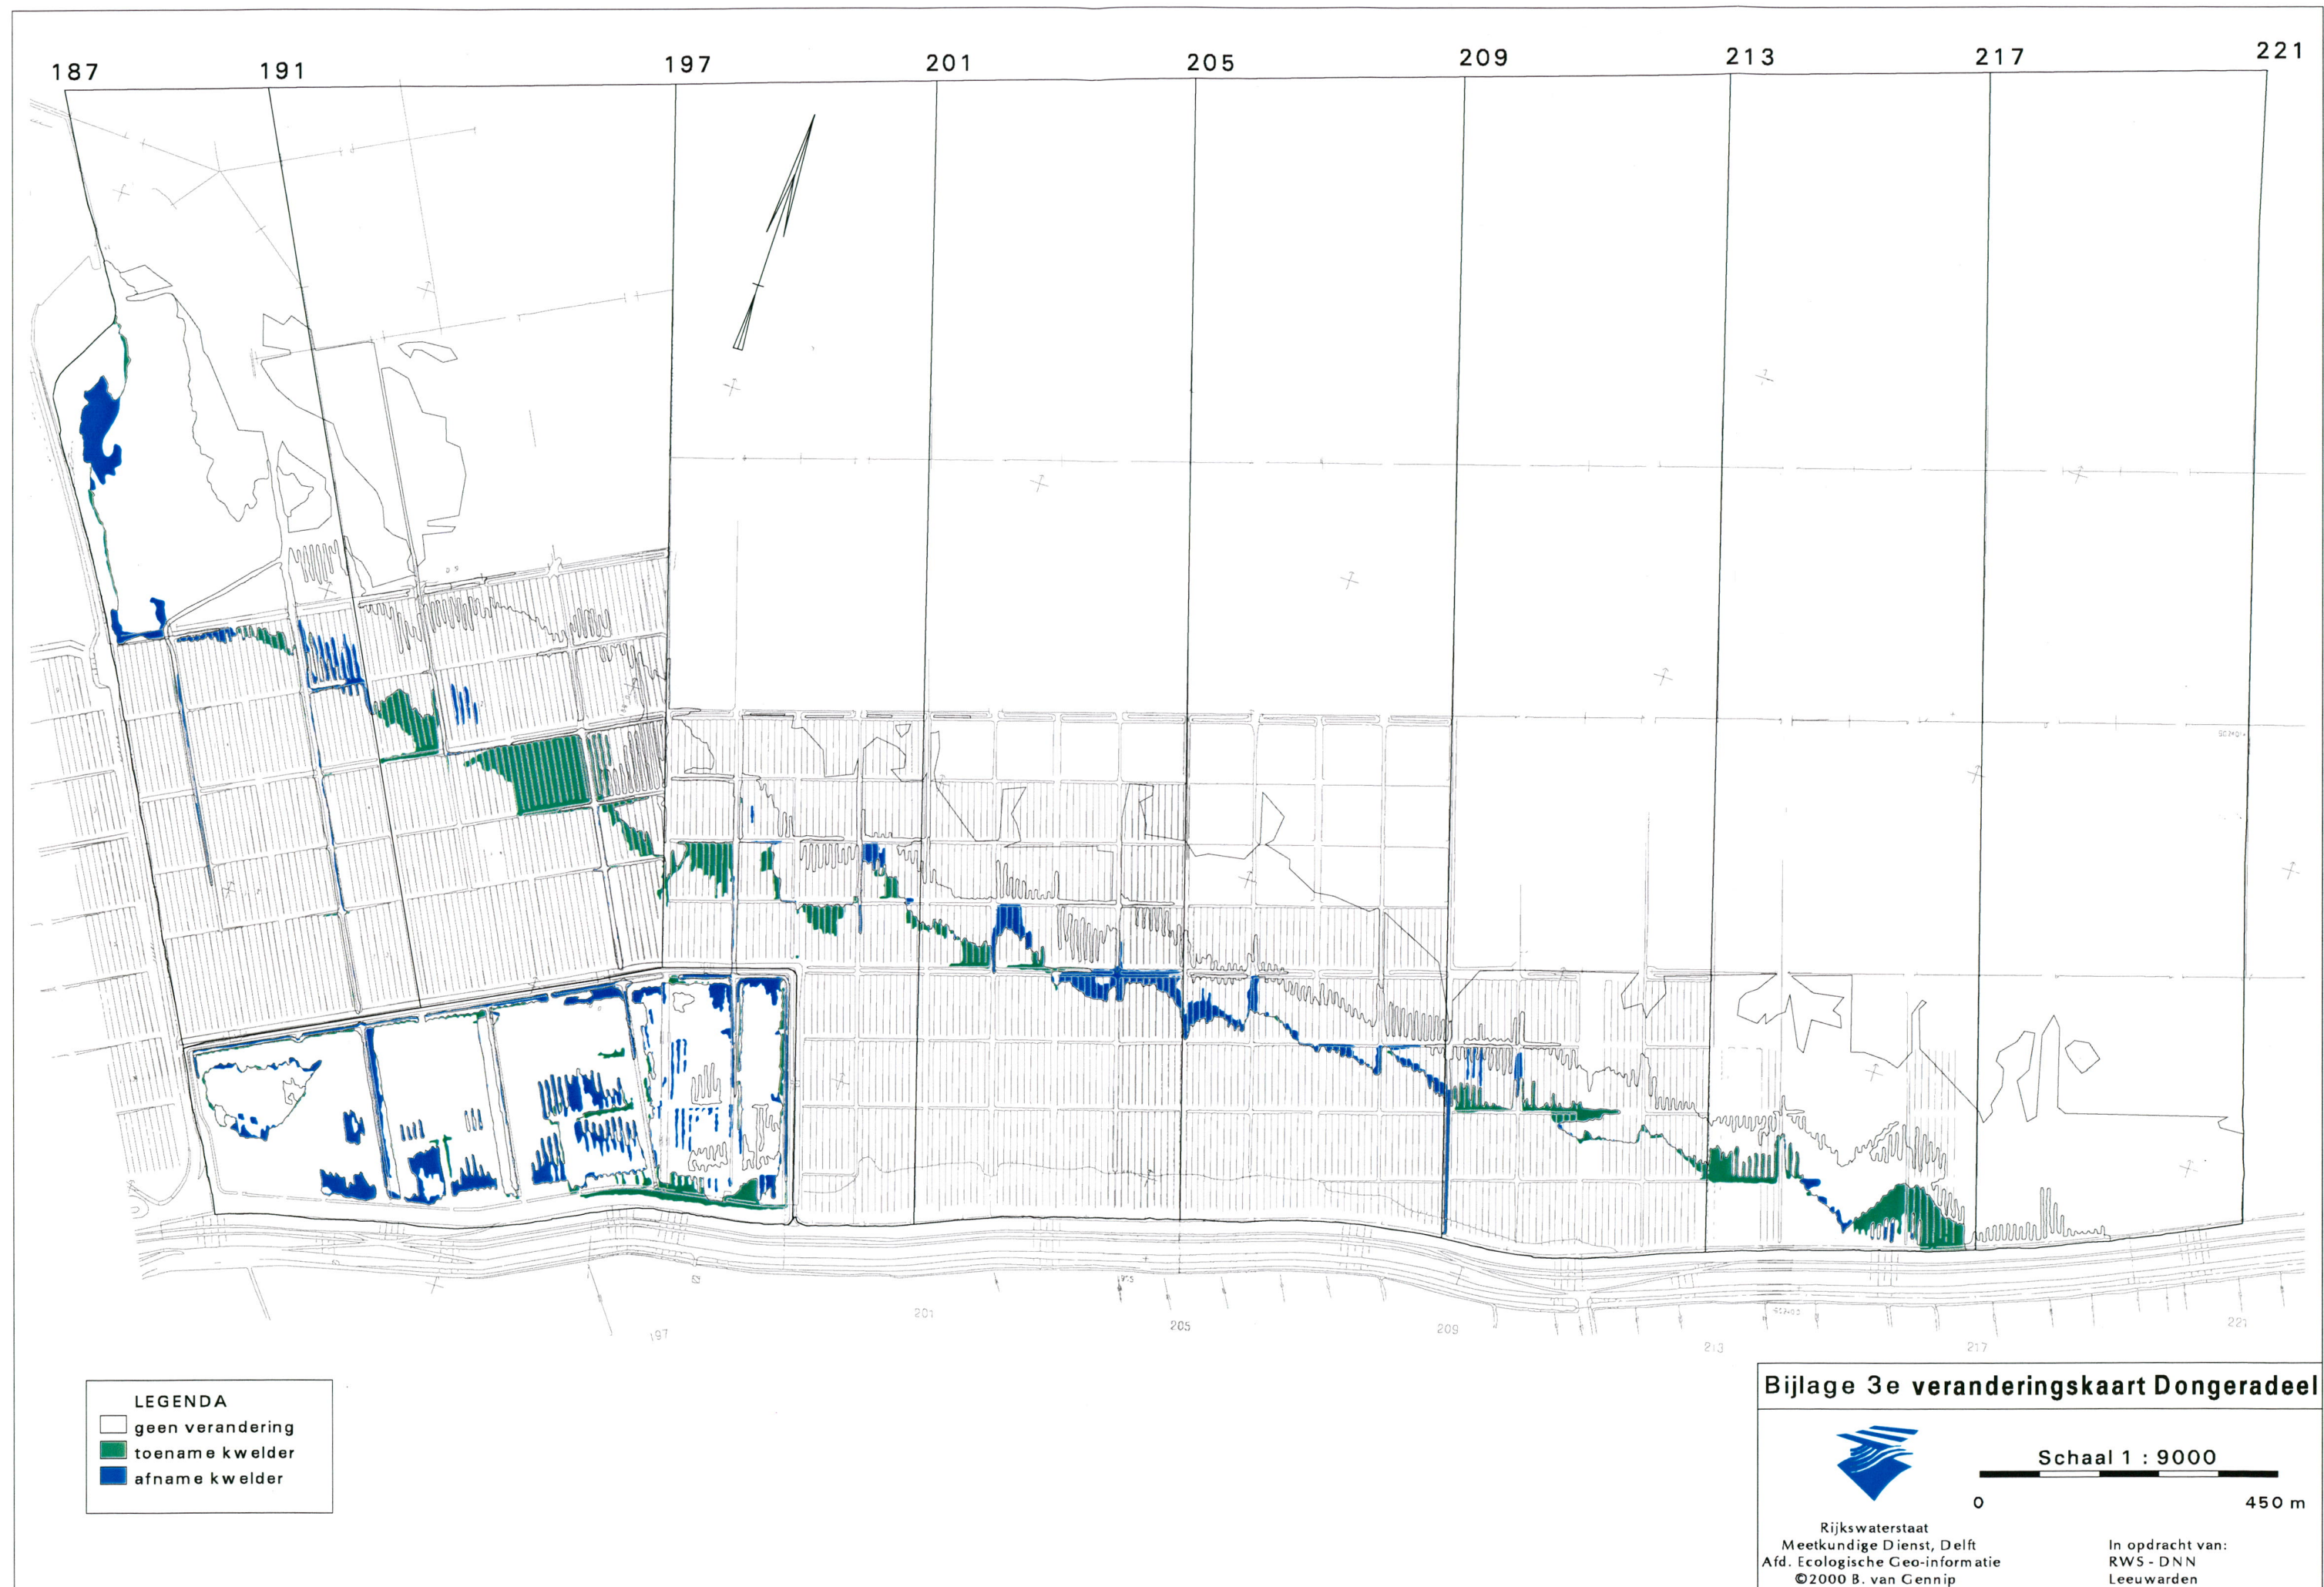 187 191 197 201 205 209 213 217 221
197 201 205 209 213 217 221
LEGENDA
geen verandering
toename kwelder
afname kwelder
Bijlage 3e veranderingskaart Dongeradeel
Schaal 1 : 9000
0 450 m
Rijkswaterstaat
Meetkundige Dienst, Delft
Afd. Ecologische Geo-informatie
©2000 B. van Gennip
In opdracht van:
RWS - DNN
Leeuwarden